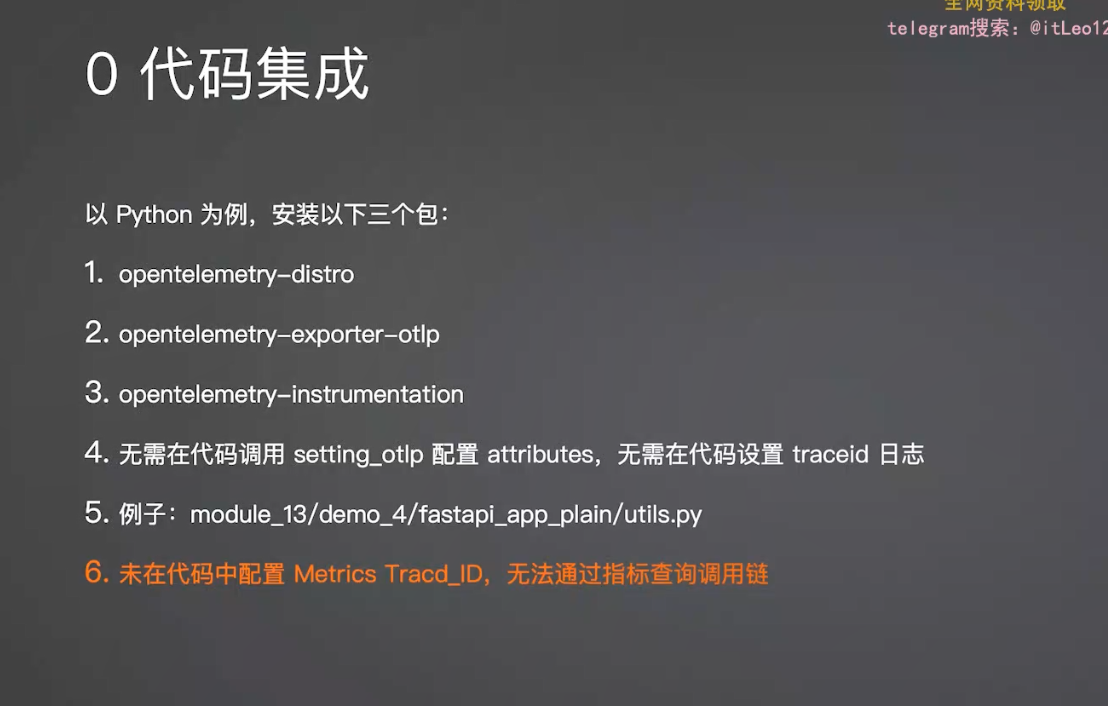 全网资料领取
telegram搜索：@itLeo12
0 代码集成
以 Python 为例，安装以下三个包：
1. opentelemetry-distro
2. opentelemetry-exporter-otlp
3. opentelemetry-instrumentation
4. 无需在代码调用 setting_otlp 配置 attributes，无需在代码设置 traceid 日志
5. 例子：module_13/demo_4/fastapi_app_plain/utils.py
6. 未在代码中配置 Metrics Tracd_ID，无法通过指标查询调用链